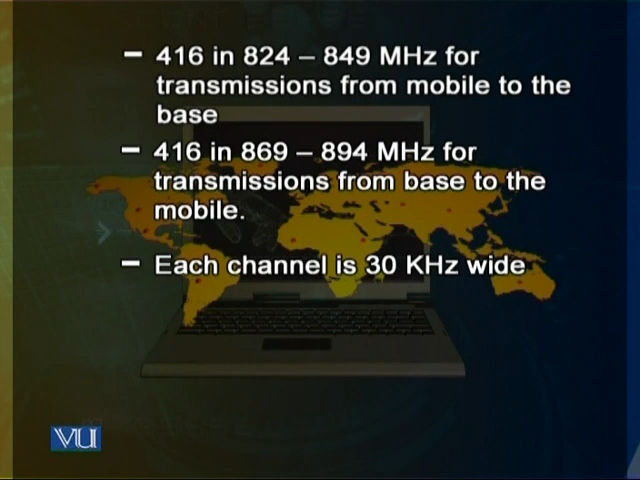 – 416 in 824 – 849 MHz for
transmissions from mobile to the
base
– 416 in 869 – 894 MHz for
transmissions from base to the
mobile.
– Each channel is 30 KHz wide
VU